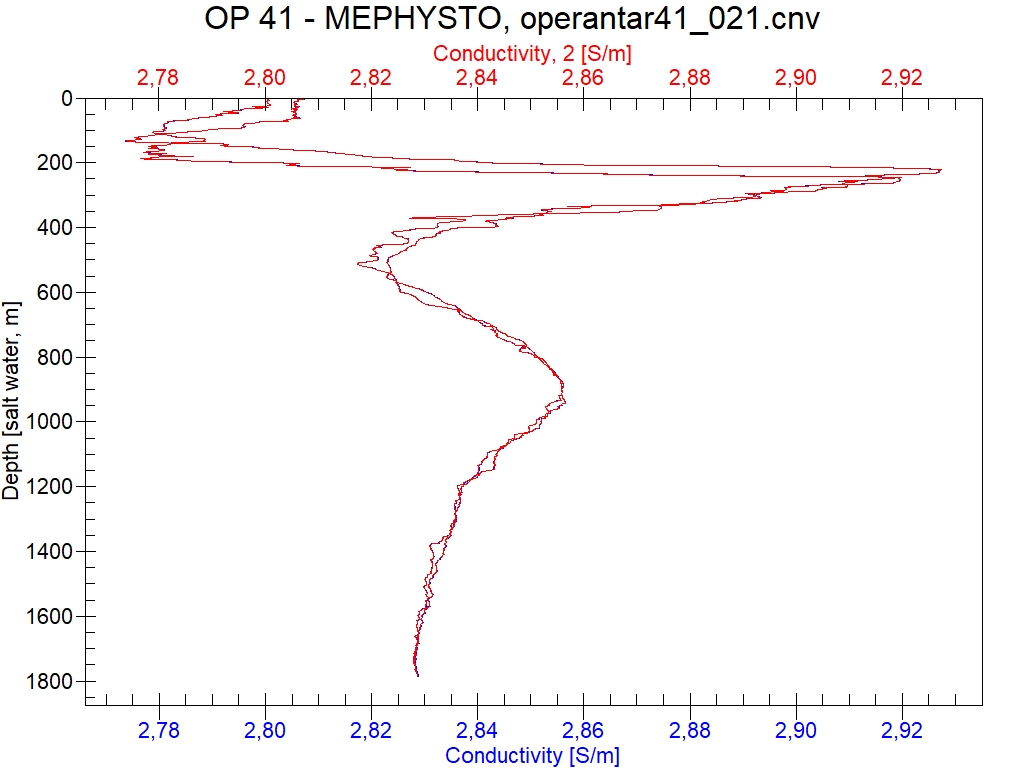 OP 41 - MEPHYSTO, operantar41_021.cnv
Conductivity, 2 [S/m]
2,78 2,80 2,82 2,84 2,86 2,88 2,90 2,92
0
200
400
600
800
1000
1200
1400
1600
1800
Depth [salt water, m]
2,78 2,80 2,82 2,84 2,86 2,88 2,90 2,92
Conductivity [S/m]